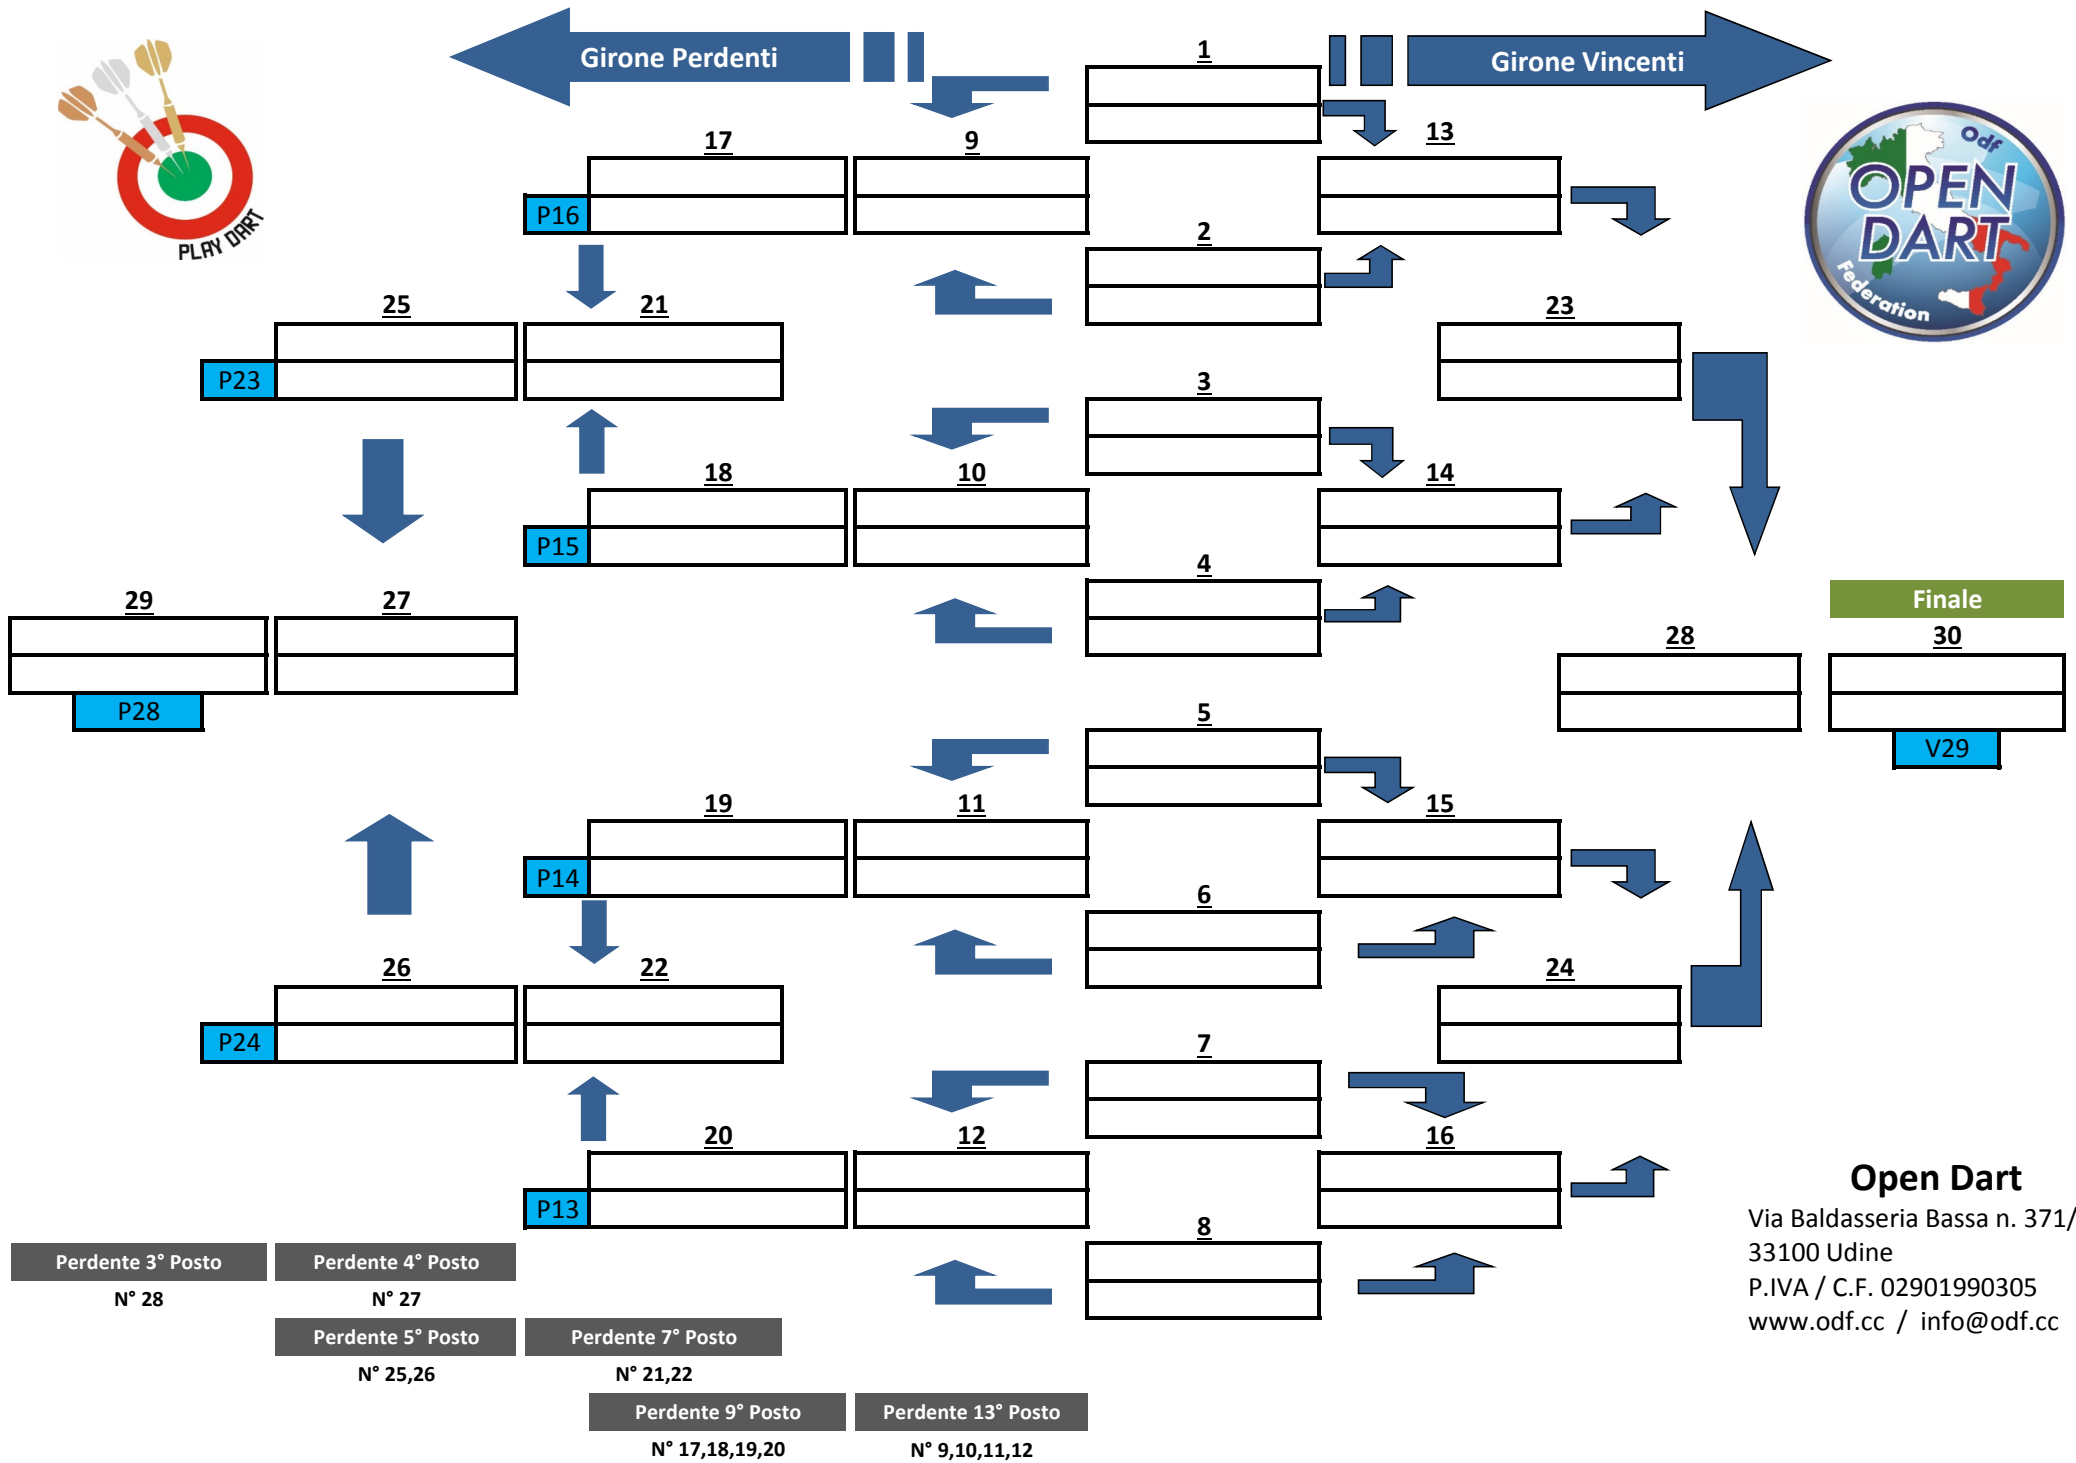 Girone Perdenti
1
Girone Vincenti
PLAY DART
Odf
OPEN
DART
Federation
17
9
13
P16
2
25
21
23
P23
3
18
10
14
P15
4
29
27
Finale
28
30
P28
5
V29
19
11
15
P14
6
26
22
24
P24
7
20
12
16
P13
8
Open Dart
Via Baldasseria Bassa n. 371/
33100 Udine
P.IVA / C.F. 02901990305
www.odf.cc / info@odf.cc
Perdente 3° Posto
Perdente 4° Posto
N° 28
N° 27
Perdente 5° Posto
Perdente 7° Posto
N° 25,26
N° 21,22
Perdente 9° Posto
Perdente 13° Posto
N° 17,18,19,20
N° 9,10,11,12